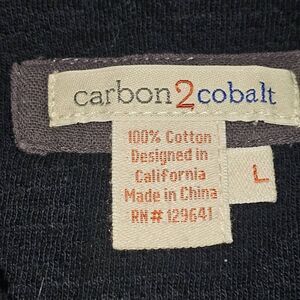 carbon2cobalt
100% Cotton
Designed in
California
Made in China
RN# 129641
L